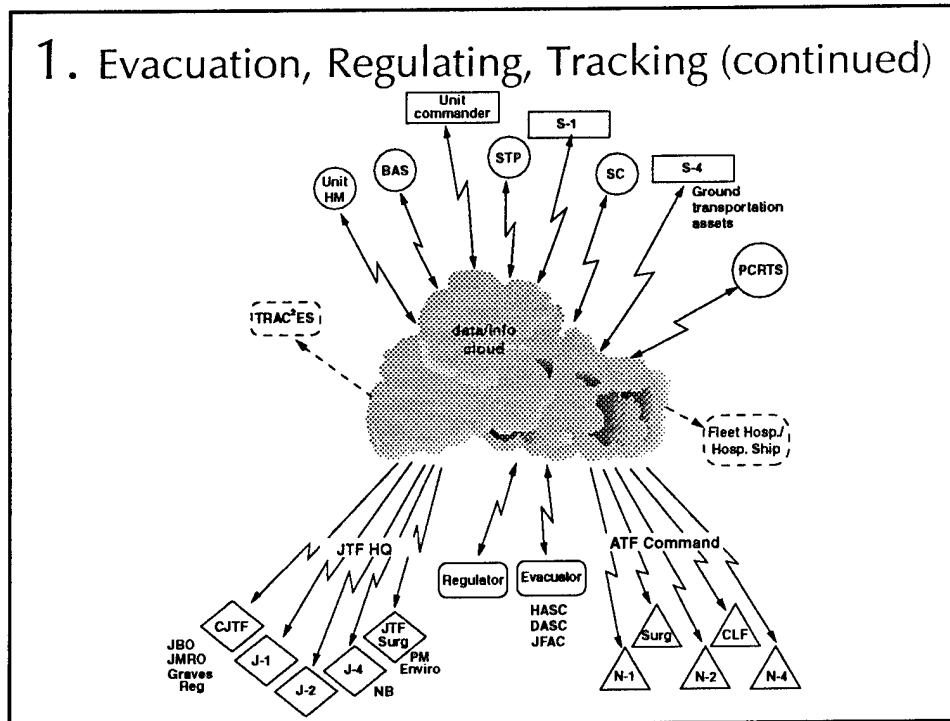 1. Evacuation, Regulating, Tracking (continued)
Unit
commander
S-1
STP
BAS
SC
S-4
Unit
HM
Ground
transportation
assets
PCRTS
TRAC²ES
data/info
cloud
Fleet Hosp./
Hosp. Ship
JTF HQ
ATF Command
Regulator
Evacuator
HASC
DASC
JFAC
CJTF
JTF
Surg
Surg
CLF
JBO
JMRO
Graves
Reg
J-1
J-2
J-4
PM
Enviro
NB
N-1
N-2
N-4